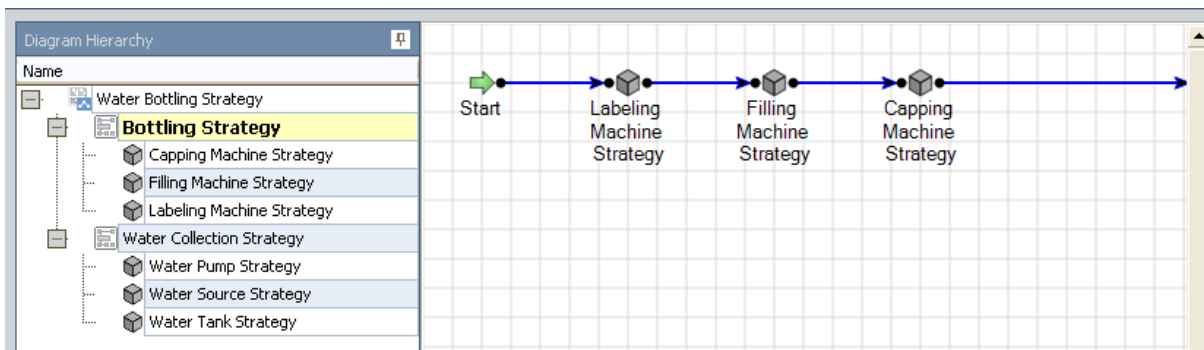 Diagram Hierarchy
Name
Water Bottling Strategy
Bottling Strategy
Capping Machine Strategy
Filling Machine Strategy
Labeling Machine Strategy
Water Collection Strategy
Water Pump Strategy
Water Source Strategy
Water Tank Strategy
Start
Labeling
Machine
Strategy
Filling
Machine
Strategy
Capping
Machine
Strategy